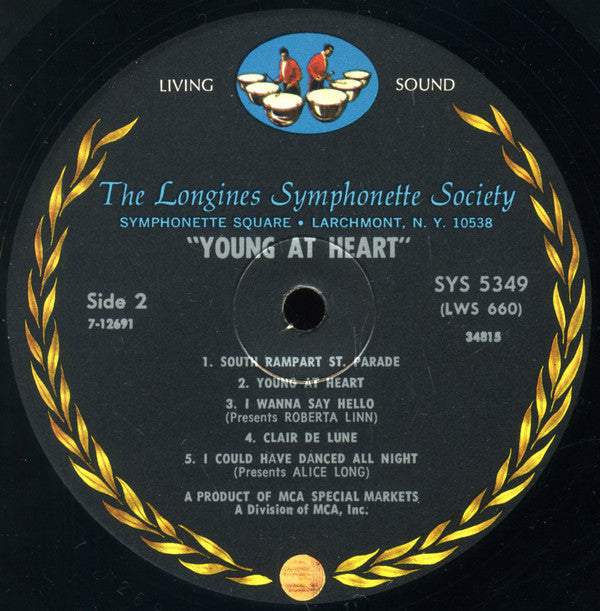 LIVING SOUND
The Longines Symphonette Society
SYMPHONETTE SQUARE • LARCHMONT, N. Y. 10538
"YOUNG AT HEART"
Side 2
7-12691
SYS 5349
(LWS 660)
34815
1. SOUTH RAMPART ST. PARADE
2. YOUNG AT HEART
3. I WANNA SAY HELLO
(Presents ROBERTA LINN)
4. CLAIR DE LUNE
5. I COULD HAVE DANCED ALL NIGHT
(Presents ALICE LONG)
A PRODUCT OF MCA SPECIAL MARKETS
A Division of MCA, Inc.